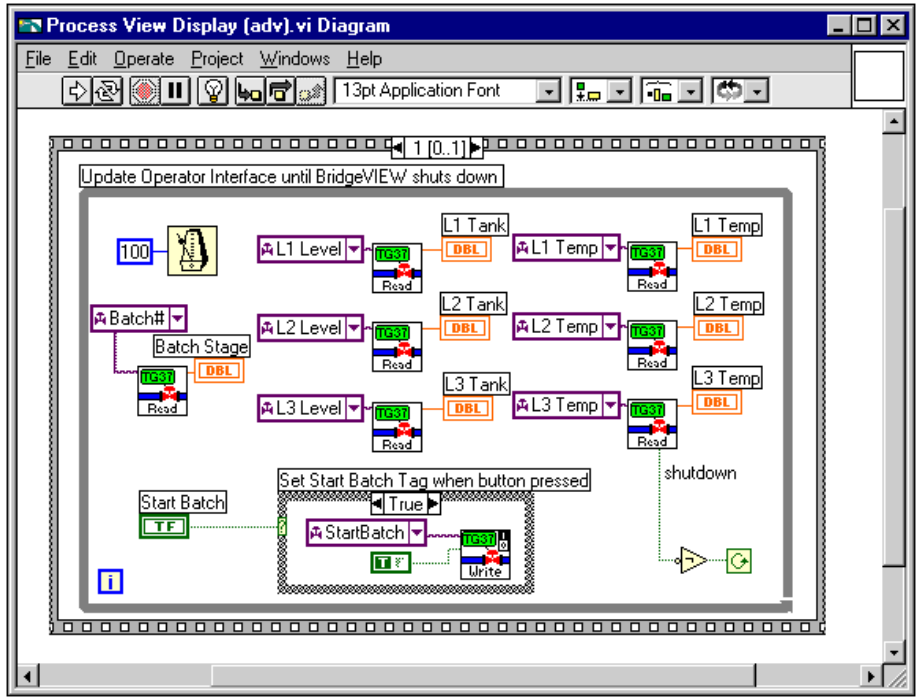 Process View Display (adv).vi Diagram
File Edit Operate Project Windows Help
13pt Application Font
1 [0..1]
Update Operator Interface until BridgeVIEW shuts down
100
L1 Level
TG37
Read
L1 Tank
DBL
L1 Temp
TG37
Read
L1 Temp
DBL
Batch#
Batch Stage
TG37
Read
DBL
L2 Level
TG37
Read
L2 Tank
DBL
L2 Temp
TG37
Read
L2 Temp
DBL
L3 Level
TG37
Read
L3 Tank
DBL
L3 Temp
TG37
Read
L3 Temp
DBL
shutdown
Set Start Batch Tag when button pressed
Start Batch
TF
True
?
StartBatch
TG37
Write
T F
i